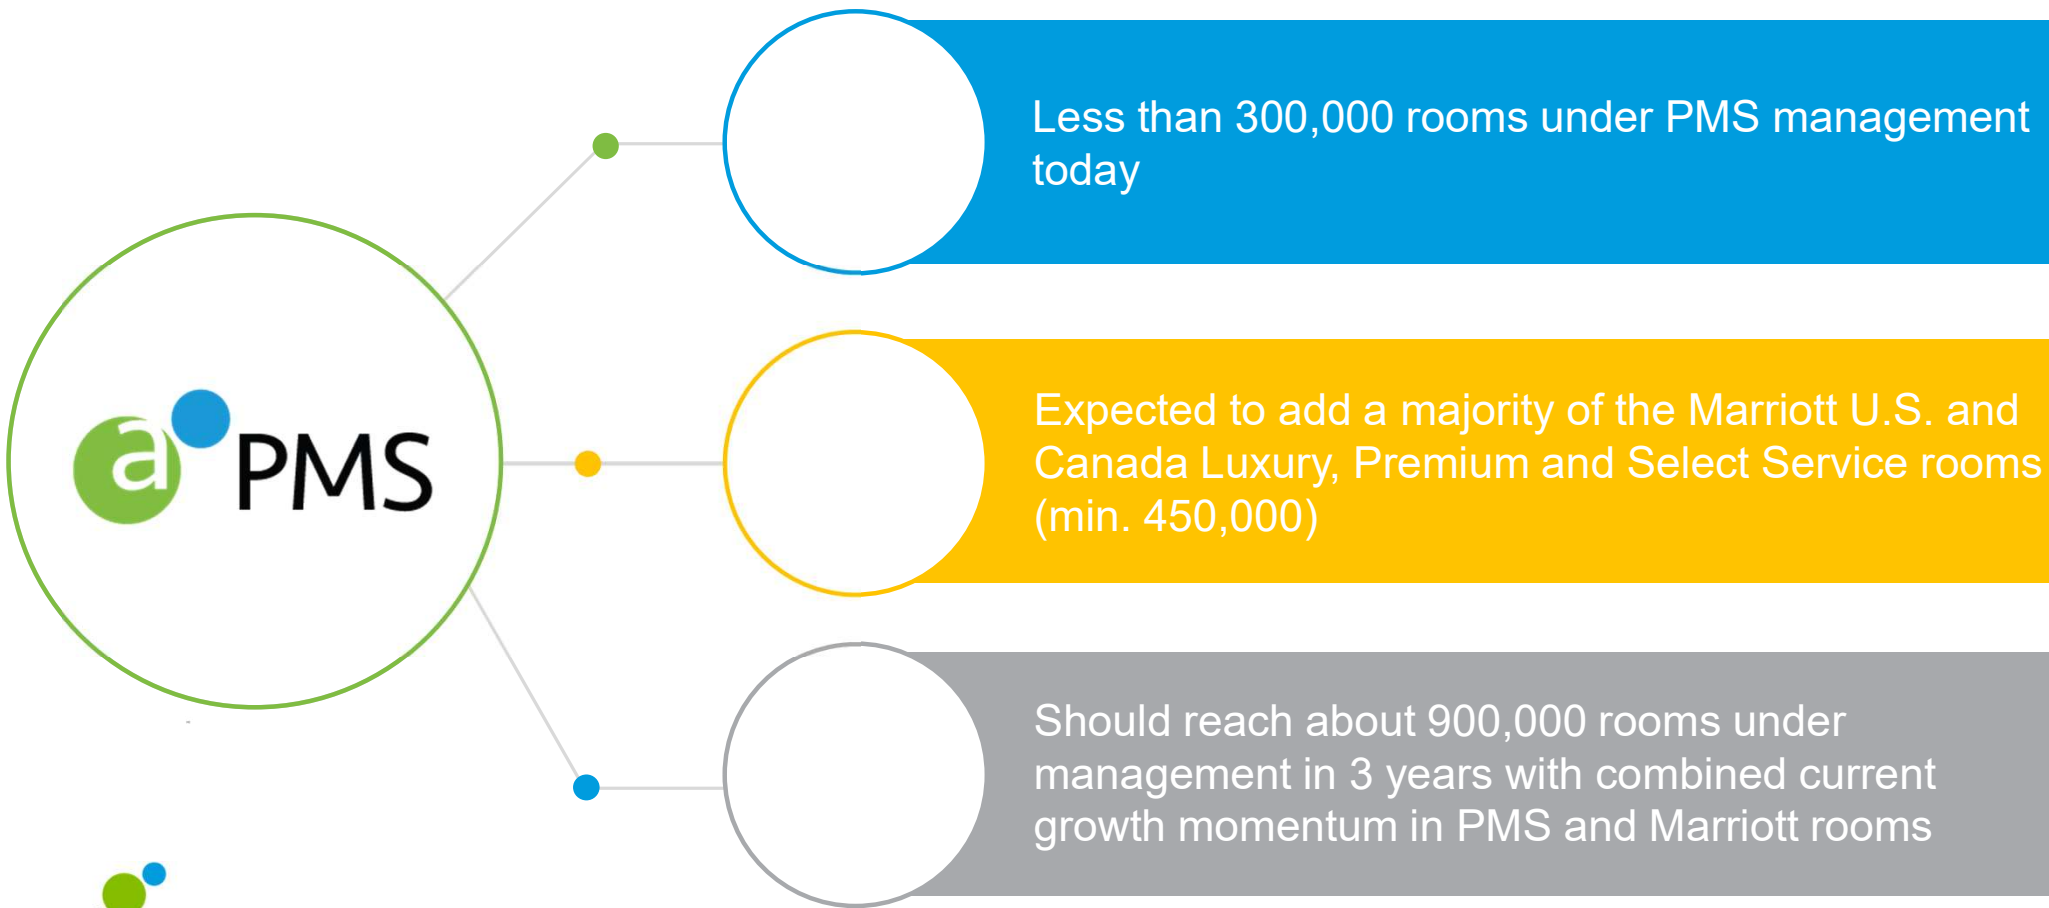 Less than 300,000 rooms under PMS management
today
a PMS
Expected to add a majority of the Marriott U.S. and
Canada Luxury, Premium and Select Service rooms
(min. 450,000)
Should reach about 900,000 rooms under
management in 3 years with combined current
growth momentum in PMS and Marriott rooms